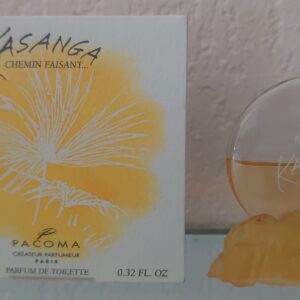 KASANGA
CHEMIN FAISANT...
PACOMA
CRÉATEUR PARFUMEUR
PARIS
PARFUM DE TOILETTE 0.32 FL. OZ